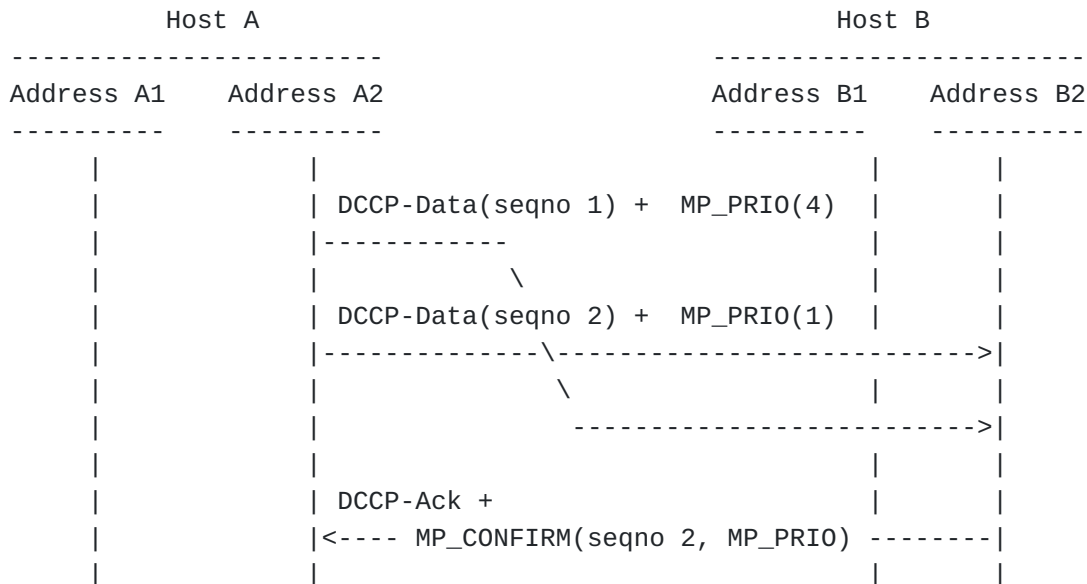 Host A Host B
------------------------ ------------------------
Address A1 Address A2 Address B1 Address B2
---------- ---------- ---------- ----------
| | | |
| | DCCP-Data(seqno 1) + MP_PRIO(4) | |
| |------------ | |
| | \ | |
| | DCCP-Data(seqno 2) + MP_PRIO(1) | |
| |--------------\--------------------------->|
| | \ | |
| | -------------------------->|
| | | |
| | DCCP-Ack + | |
| |<---- MP_CONFIRM(seqno 2, MP_PRIO) --------|
| | | |